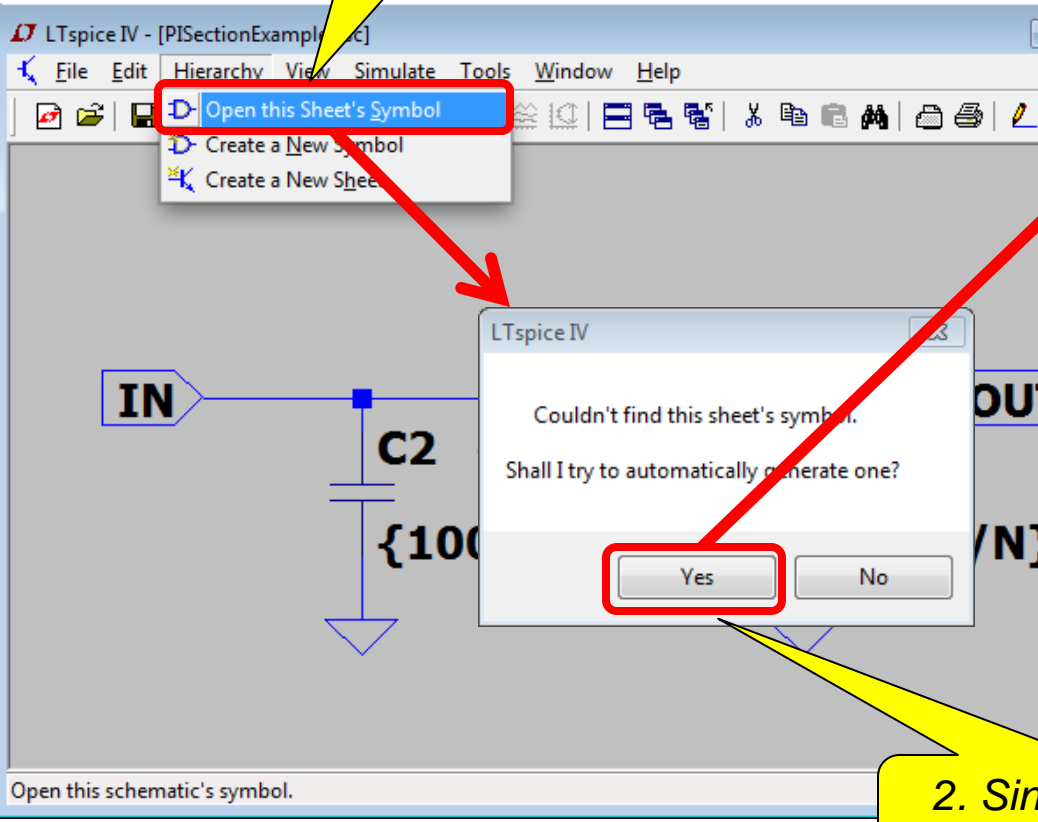 LTspice IV - [PISectionExample
File Edit Hierarchy View Simulate Tools Window Help
Open this Sheet's Symbol
Create a New Symbol
Create a New Sheet
LTspice IV
Couldn't find this sheet's symbol.
Shall I try to automatically generate one?
Yes No
IN
OU
C2
{100
/N}
Open this schematic's symbol.
2. Sin